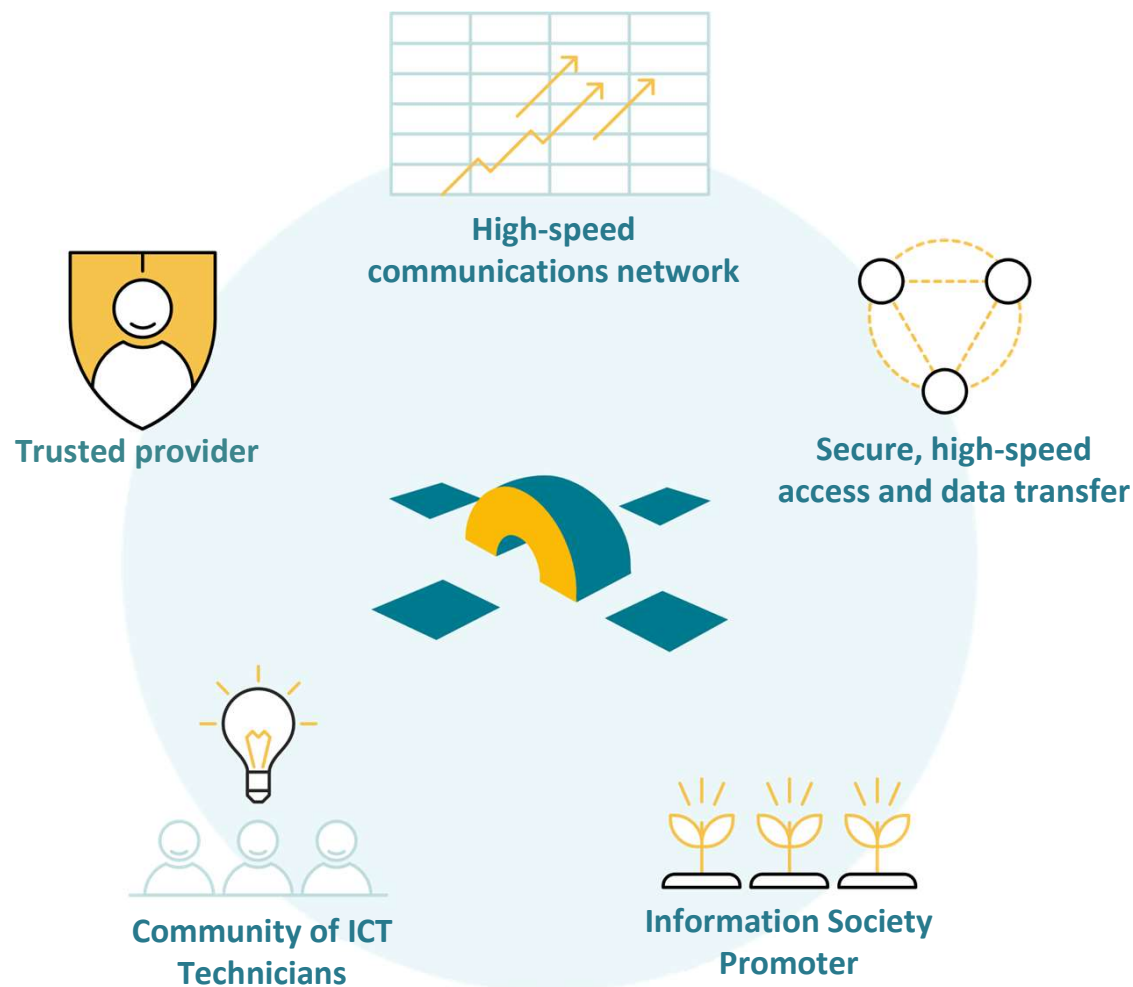 High-speed
communications network
Trusted provider
Secure, high-speed
access and data transfer
Community of ICT
Technicians
Information Society
Promoter